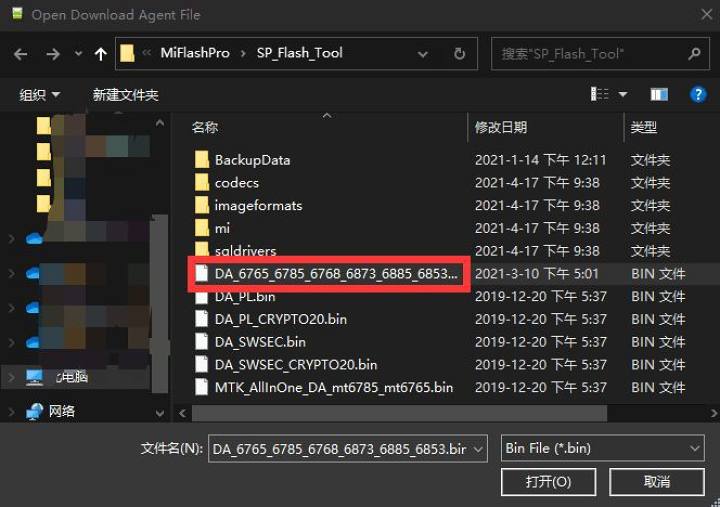 Open Download Agent File
« MiFlashPro › SP_Flash_Tool
搜索"SP_Flash_Tool"
组织 新建文件夹
名称 修改日期 类型
BackupData 2021-1-14 下午 12:11 文件夹
codecs 2021-4-17 下午 9:38 文件夹
imageformats 2021-4-17 下午 9:38 文件夹
mi 2021-4-17 下午 9:38 文件夹
sqldrivers 2021-4-17 下午 9:38 文件夹
DA_6765_6785_6768_6873_6885_6853... 2021-3-10 下午 5:01 BIN 文件
DA_PL.bin 2019-12-20 下午 5:37 BIN 文件
DA_PL_CRYPTO20.bin 2019-12-20 下午 5:37 BIN 文件
DA_SWSEC.bin 2019-12-20 下午 5:37 BIN 文件
DA_SWSEC_CRYPTO20.bin 2019-12-20 下午 5:37 BIN 文件
MTK_AllInOne_DA_mt6785_mt6765.bin 2019-12-20 下午 5:37 BIN 文件
电脑
网络
文件名(N): DA_6765_6785_6768_6873_6885_6853.bin Bin File (*.bin)
打开(O) 取消